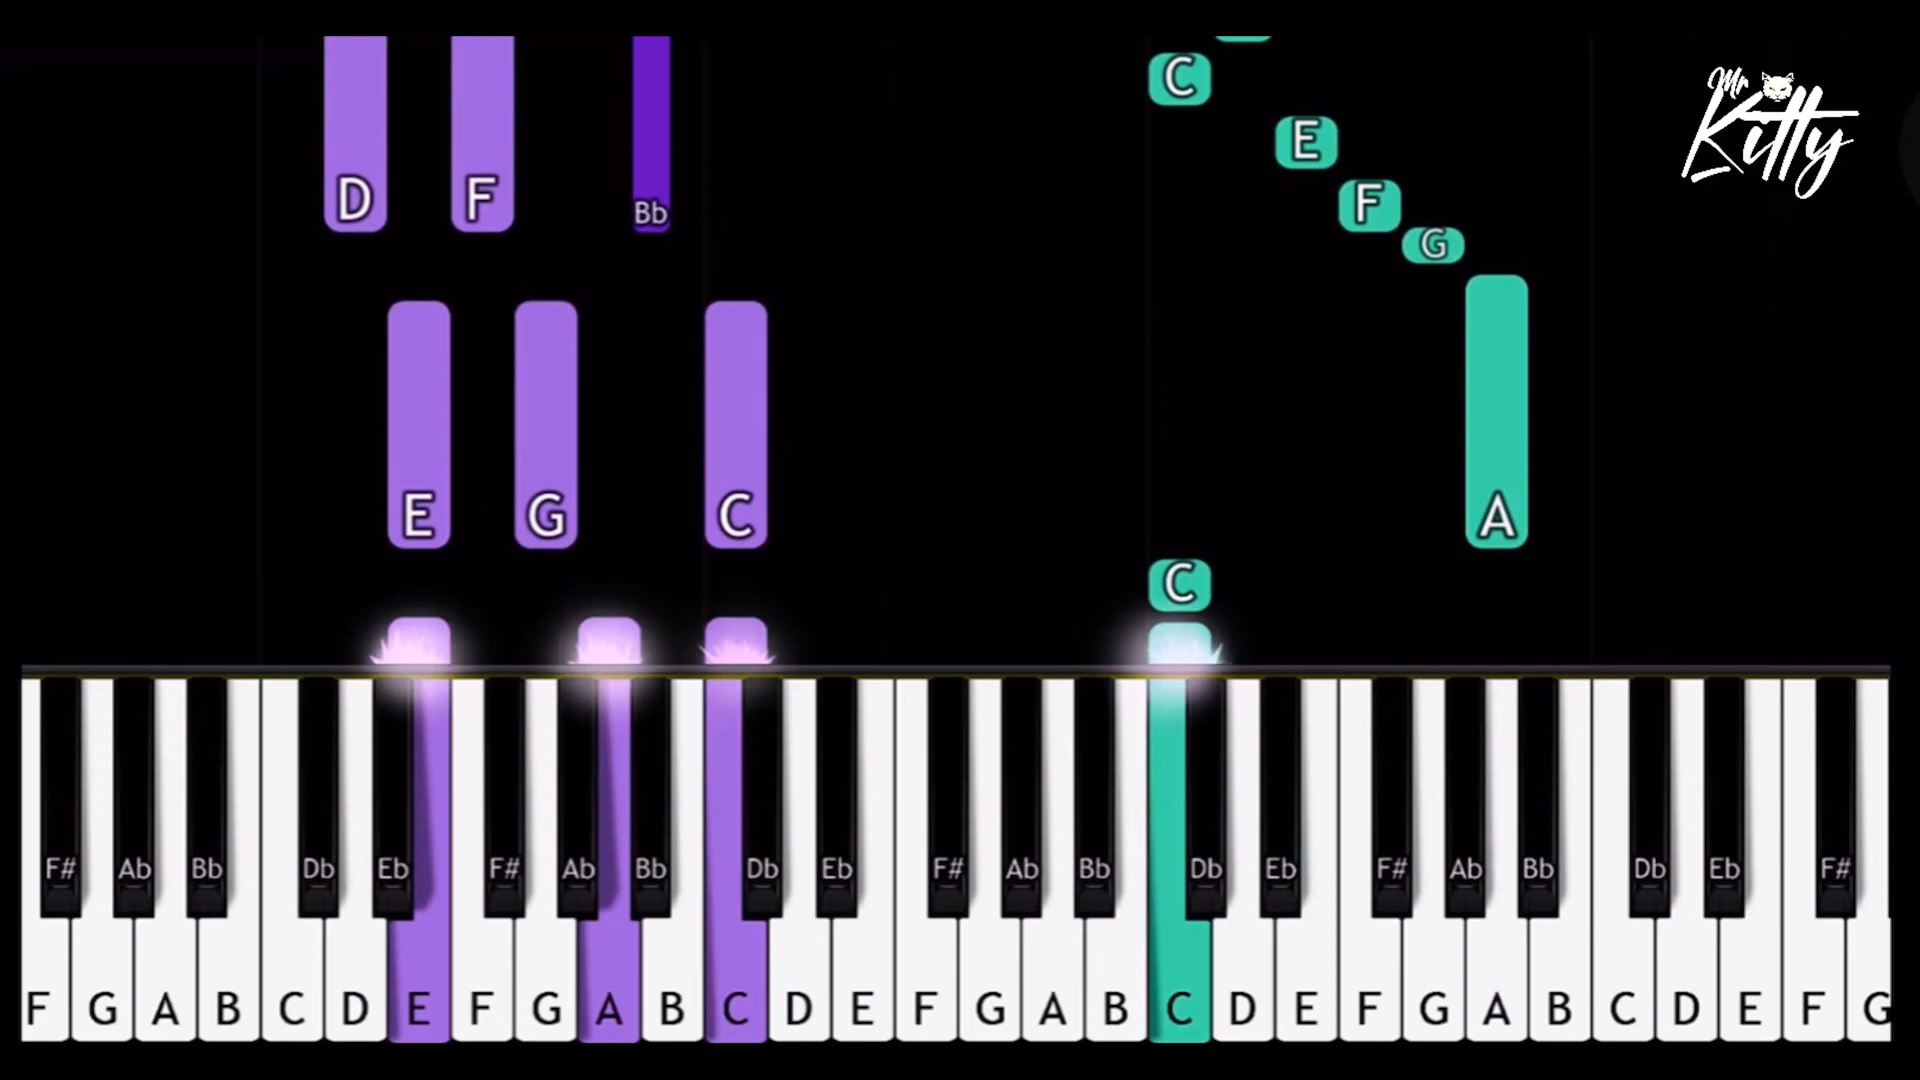 Mr
Kitty
C
E
D F Bb F
G
E G C A
C
F# Ab Bb Db Eb F# Ab Bb Db Eb F# Ab Bb Db Eb F# Ab Bb Db Eb F#
F G A B C D E F G A B C D E F G A B C D E F G A B C D E F G